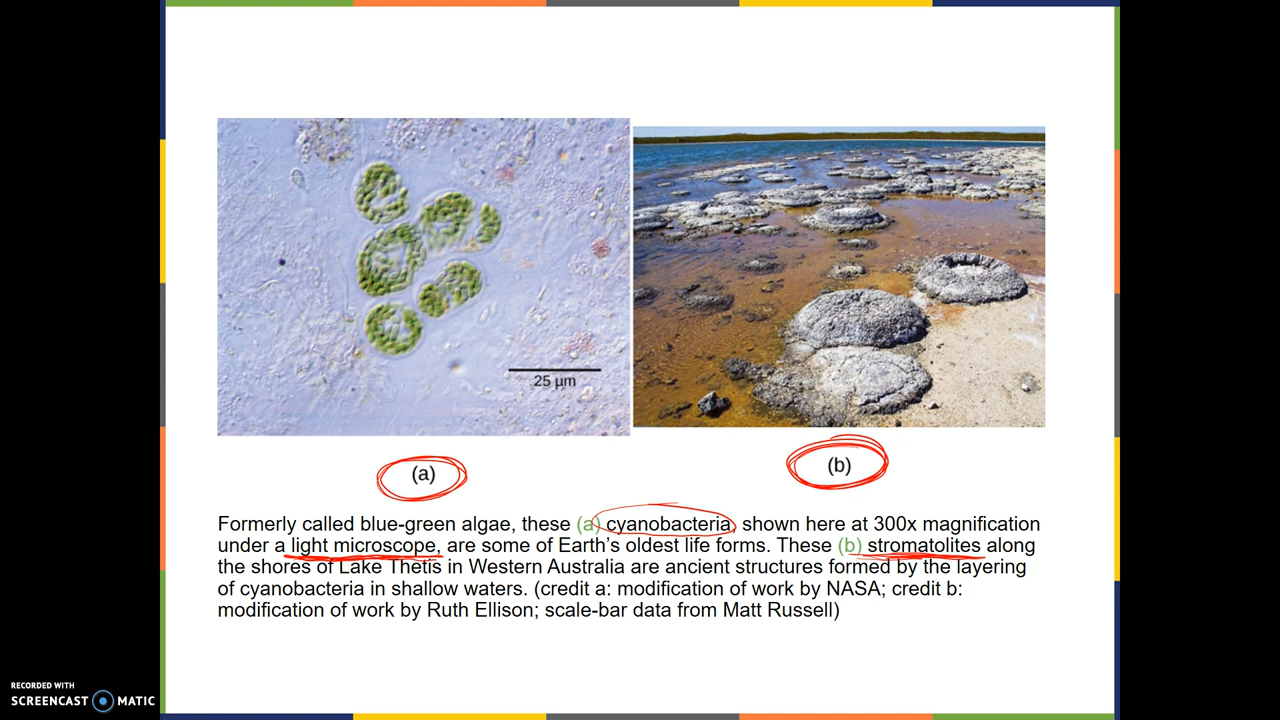 25 µm
(a)
(b)
Formerly called blue-green algae, these (a) cyanobacteria, shown here at 300x magnification
under a light microscope, are some of Earth’s oldest life forms. These (b) stromatolites along
the shores of Lake Thetis in Western Australia are ancient structures formed by the layering
of cyanobacteria in shallow waters. (credit a: modification of work by NASA; credit b:
modification of work by Ruth Ellison; scale-bar data from Matt Russell)
RECORDED WITH
SCREENCAST MATIC